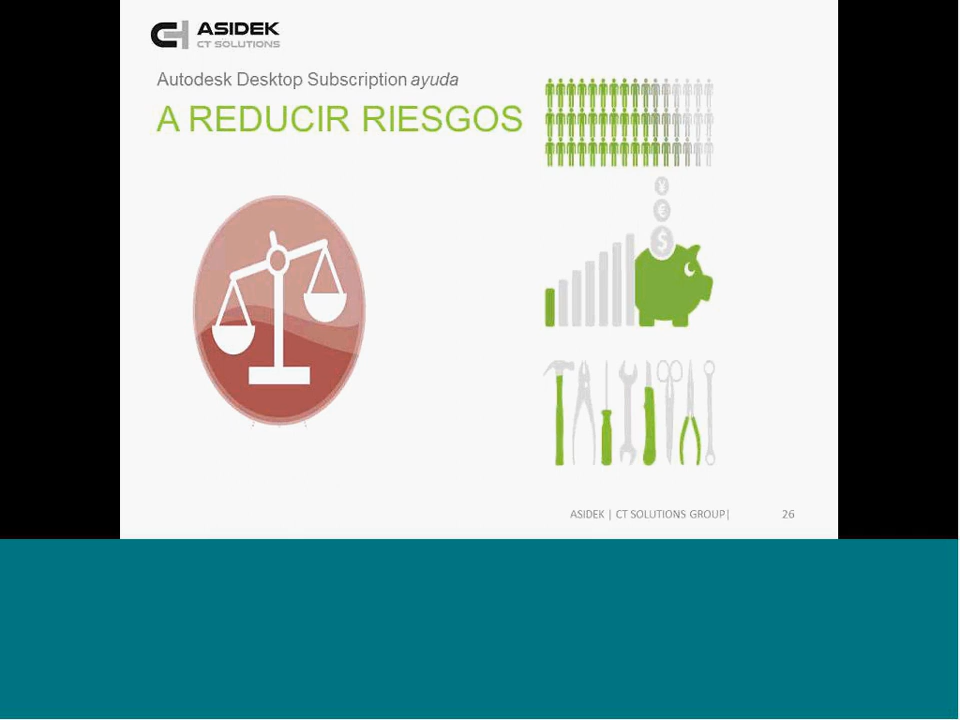 ASIDEK
CT SOLUTIONS
Autodesk Desktop Subscription ayuda
A REDUCIR RIESGOS
¥
€
$
ASIDEK | CT SOLUTIONS GROUP|
26